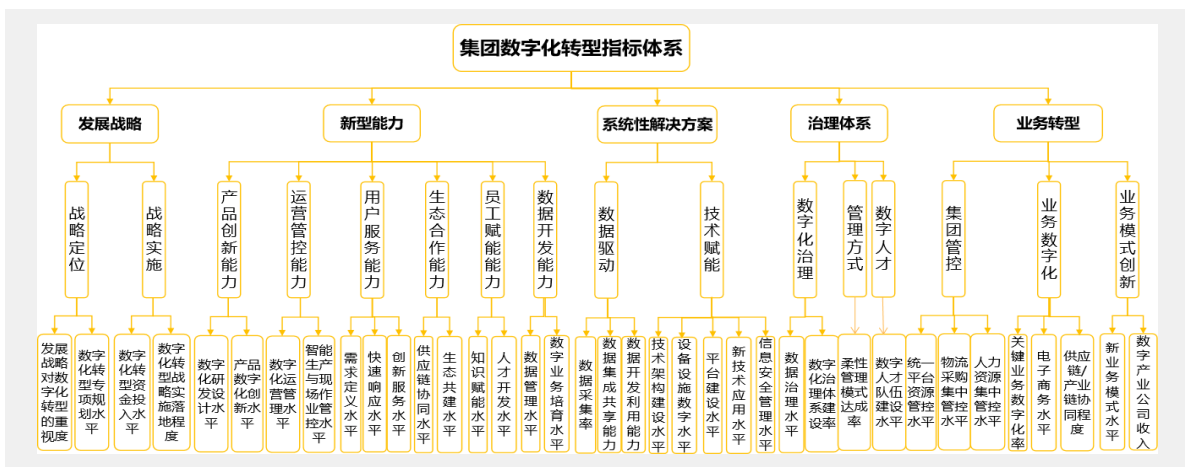 集团数字化转型指标体系
发展战略
新型能力
系统性解决方案
治理体系
业务转型
战略定位
战略实施
产品创新能力
运营管控能力
用户服务能力
生态合作能力
员工赋能能力
数据开发能力
数据驱动
技术赋能
数字化治理
管理方式
数字人才
集团管控
业务数字化
业务模式创新
发展战略对数字化转型的重视度
数字化转型专项规划水平
数字化转型资金投入水平
数字化转型战略实施落地程度
数字化研发设计水平
产品数字化创新水平
数字化运营管理水平
智能生产与现场作业管控水平
需求定义水平
快速响应水平
创新服务水平
供应链协同水平
生态共建水平
知识赋能水平
人才开发水平
数据管理水平
数字业务培育水平
数据采集率
数据集成共享能力
数据开发利用能力
技术架构建设水平
设备设施数字水平
平台建设水平
新技术应用水平
信息安全管理水平
数据治理水平
数字化治理体系建设率
柔性管理模式达成率
数字人才队伍建设水平
统一平台资源管控水平
物流采购集中管控水平
人力资源集中管控水平
关键业务数字化率
电子商务水平
供应链/产业链协同程度
新业务模式水平
数字产业公司收入